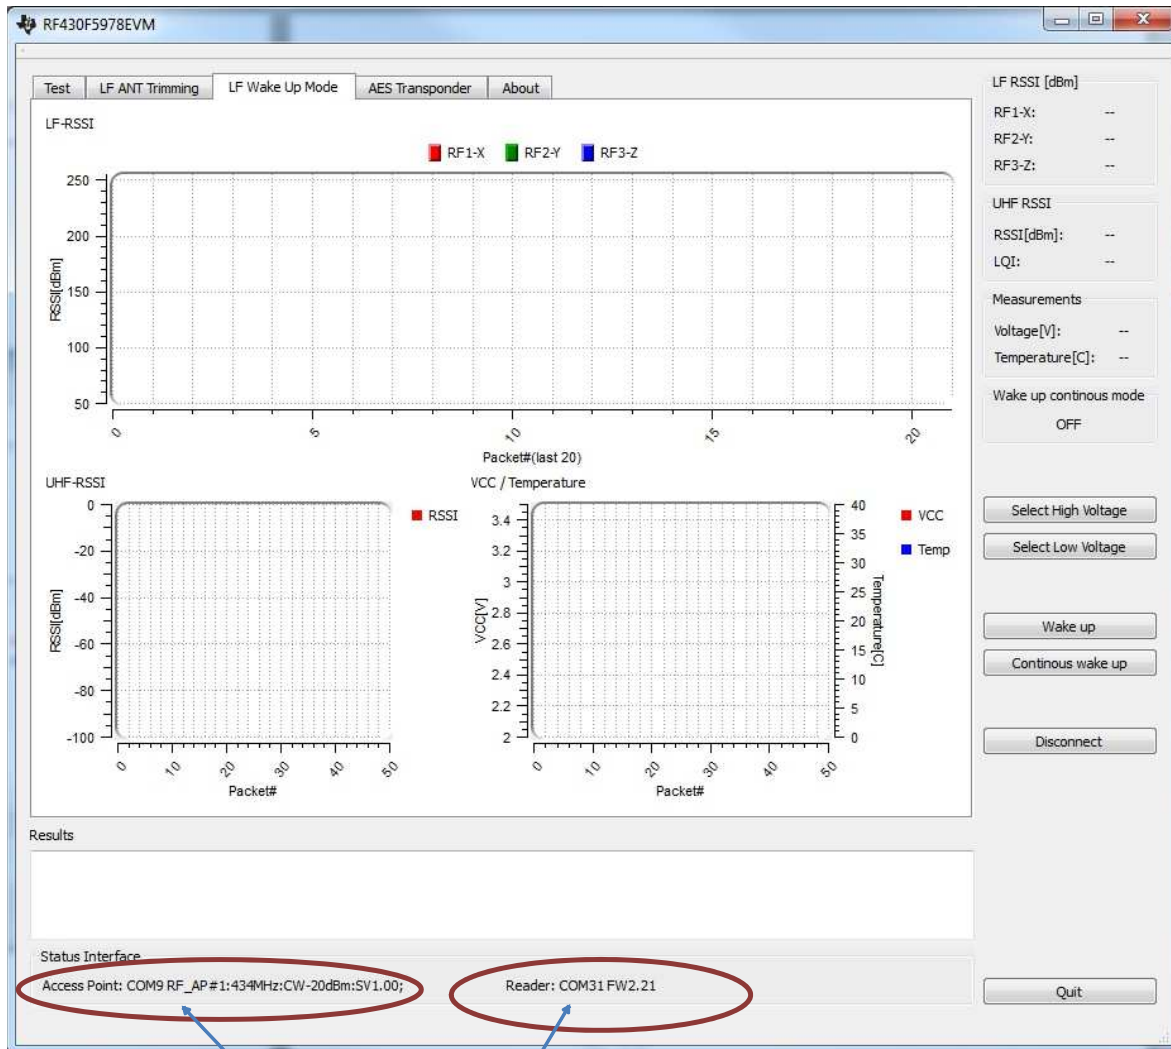 RF430F5978EVM
Test LF ANT Trimming LF Wake Up Mode AES Transponder About
LF-RSSI
RF1-X RF2-Y RF3-Z
250
200
150
100
50
RSSI[dBm]
0 5 10 15 20
Packet#(last 20)
UHF-RSSI
0
-20
-40
-60
-80
-100
RSSI[dBm]
RSSI
0 10 20 30 40 50
Packet#
VCC / Temperature
3.4
3.2
3
2.8
2.6
2.4
2.2
2
VCC[V]
40
35
30
25
20
15
10
5
0
Temperature[C]
VCC
Temp
0 10 20 30 40 50
Packet#
LF RSSI [dBm]
RF1-X: --
RF2-Y: --
RF3-Z: --
UHF RSSI
RSSI[dBm]: --
LQI: --
Measurements
Voltage[V]: --
Temperature[C]: --
Wake up continous mode
OFF
Select High Voltage
Select Low Voltage
Wake up
Continous wake up
Disconnect
Results
Status Interface
Access Point: COM9 RF_AP#1:434MHz:CW-20dBm:SV1.00;
Reader: COM31 FW2.21
Quit